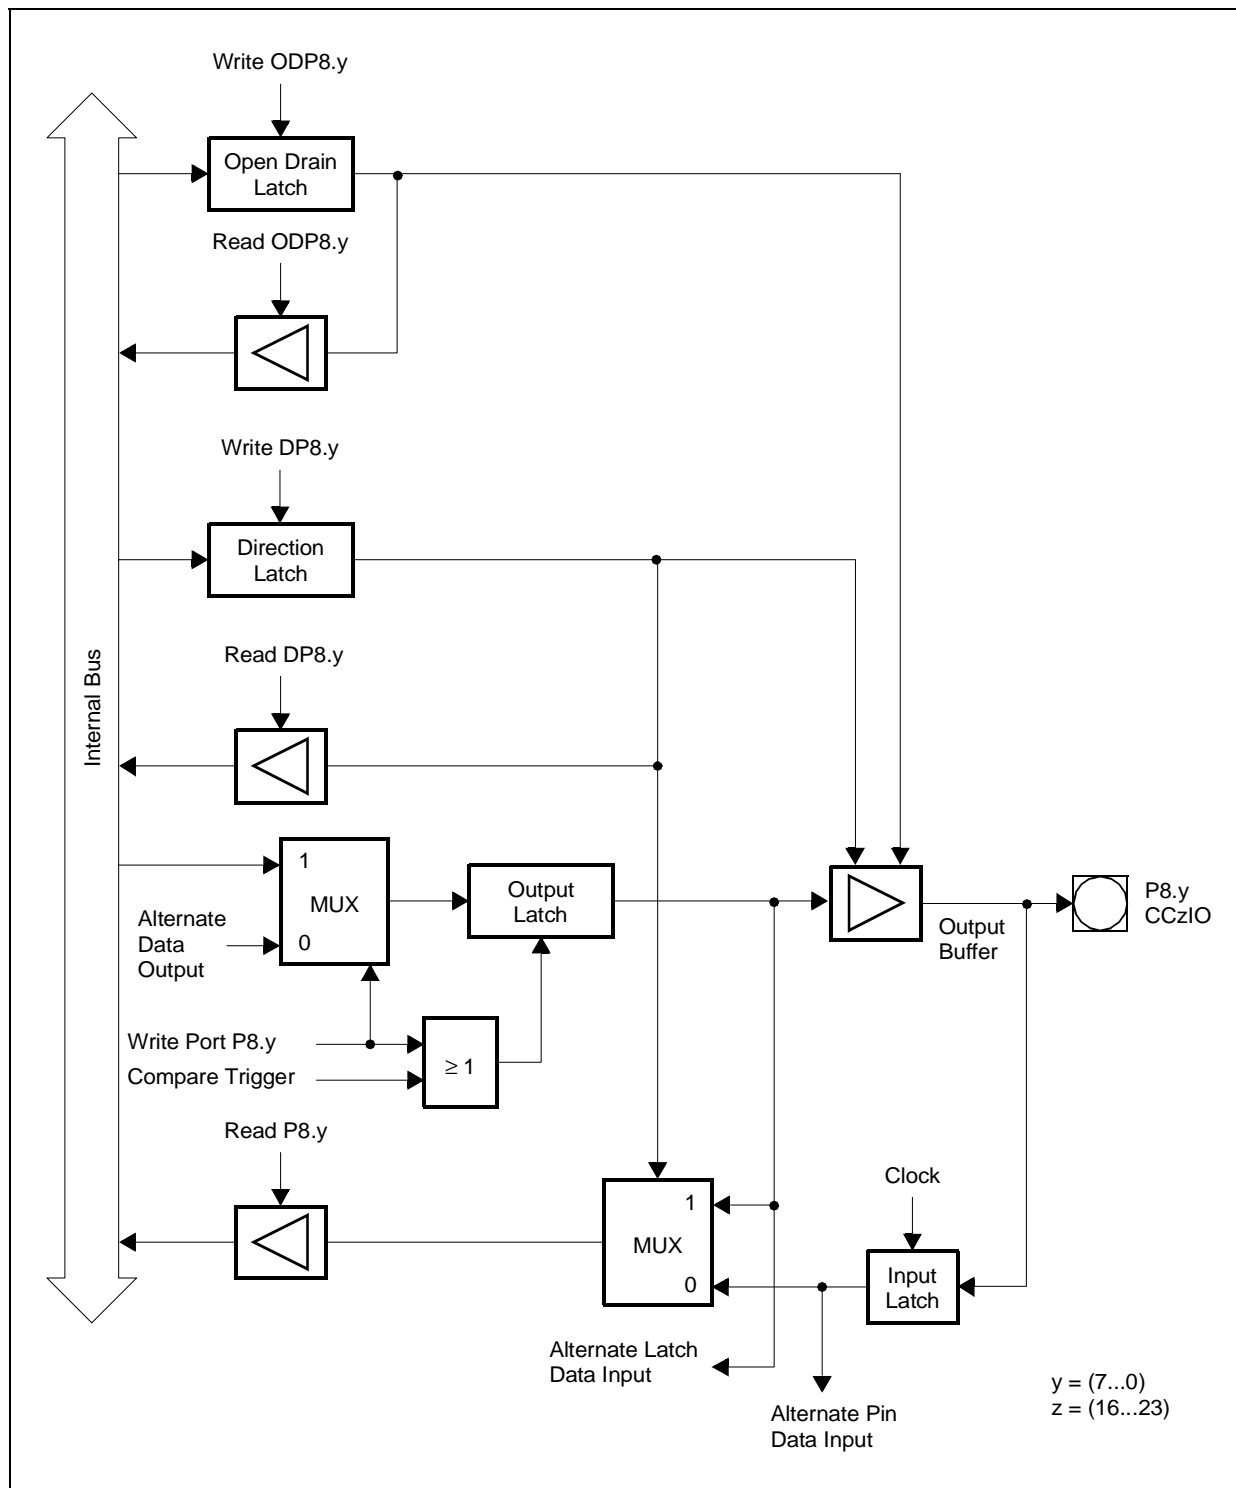 Write ODP8.y
Open Drain
Latch
Read ODP8.y
Write DP8.y
Direction
Latch
Read DP8.y
Internal Bus
1
MUX
0
Alternate
Data
Output
Output
Latch
Output
Buffer
P8.y
CCzIO
Write Port P8.y
Compare Trigger
≥ 1
Read P8.y
1
MUX
0
Clock
Input
Latch
Alternate Latch
Data Input
Alternate Pin
Data Input
y = (7...0)
z = (16...23)